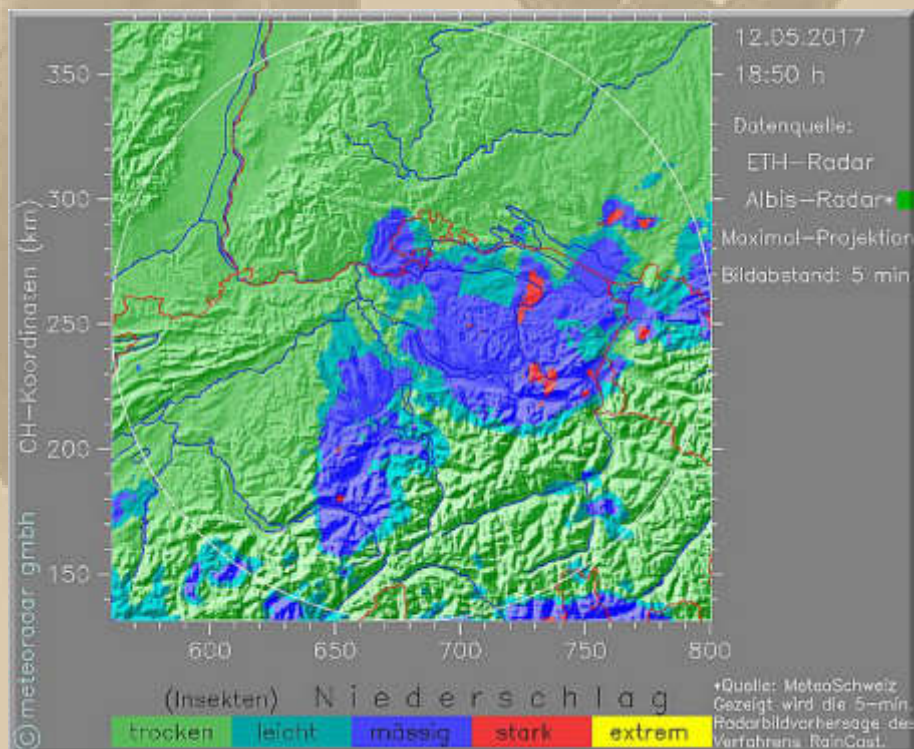 12.05.2017
18:50 h
Datenquelle:
ETH-Radar
Albis-Radar*
Maximal-Projektion
Bildabstand: 5 min
CH-Koordinaten (km)
© meteoradar gmbh
350
300
250
200
150
600
650
700
750
800
(Insekten) Niederschlag
trocken leicht mässig stark extrem
*Quelle: MeteoSchweiz
Gezeigt wird die 5-min.
Radarbildvorhersage des
Verfahrens RainCast.